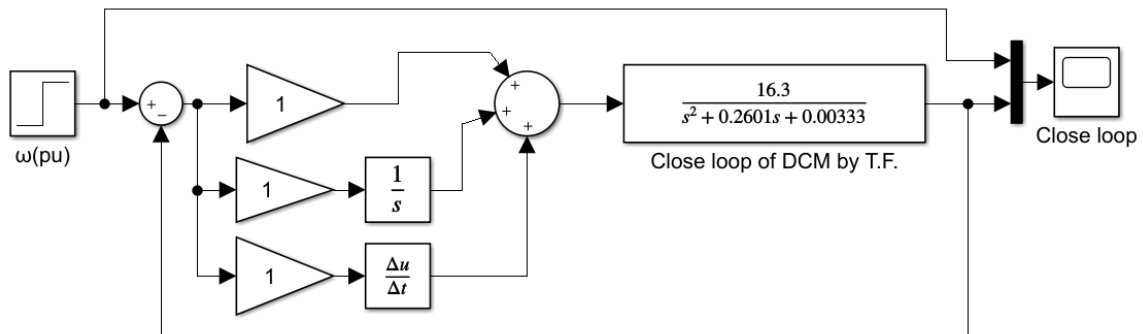 ω(pu)
+
−
1
1
1
1
s
Δu
Δt
+
+
+
16.3
s² + 0.2601s + 0.00333
Close loop of DCM by T.F.
Close loop